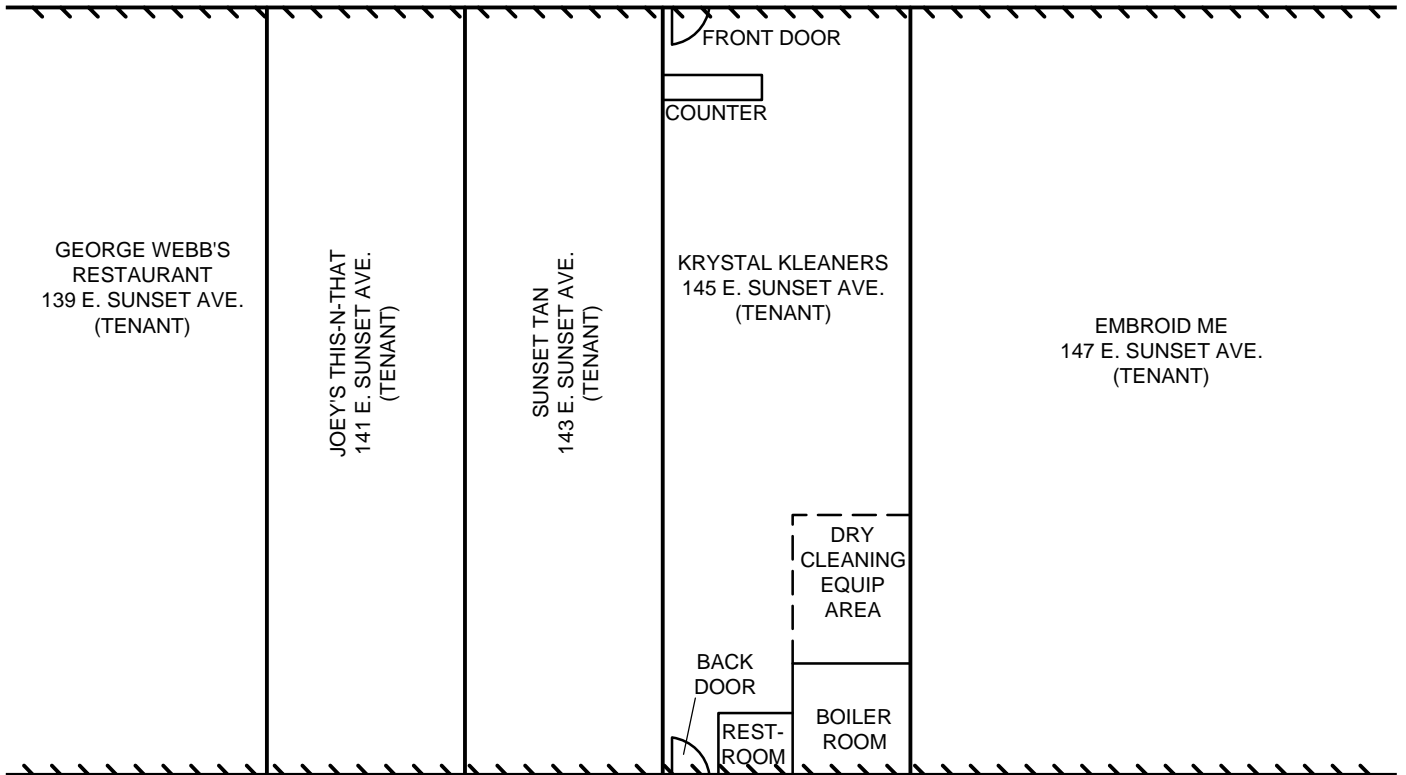 FRONT DOOR
COUNTER
GEORGE WEBB'S
RESTAURANT
139 E. SUNSET AVE.
(TENANT)
JOEY'S THIS-N-THAT
141 E. SUNSET AVE.
(TENANT)
SUNSET TAN
143 E. SUNSET AVE.
(TENANT)
KRYSTAL KLEANERS
145 E. SUNSET AVE.
(TENANT)
EMBROID ME
147 E. SUNSET AVE.
(TENANT)
DRY
CLEANING
EQUIP
AREA
BACK
DOOR
REST-
ROOM
BOILER
ROOM